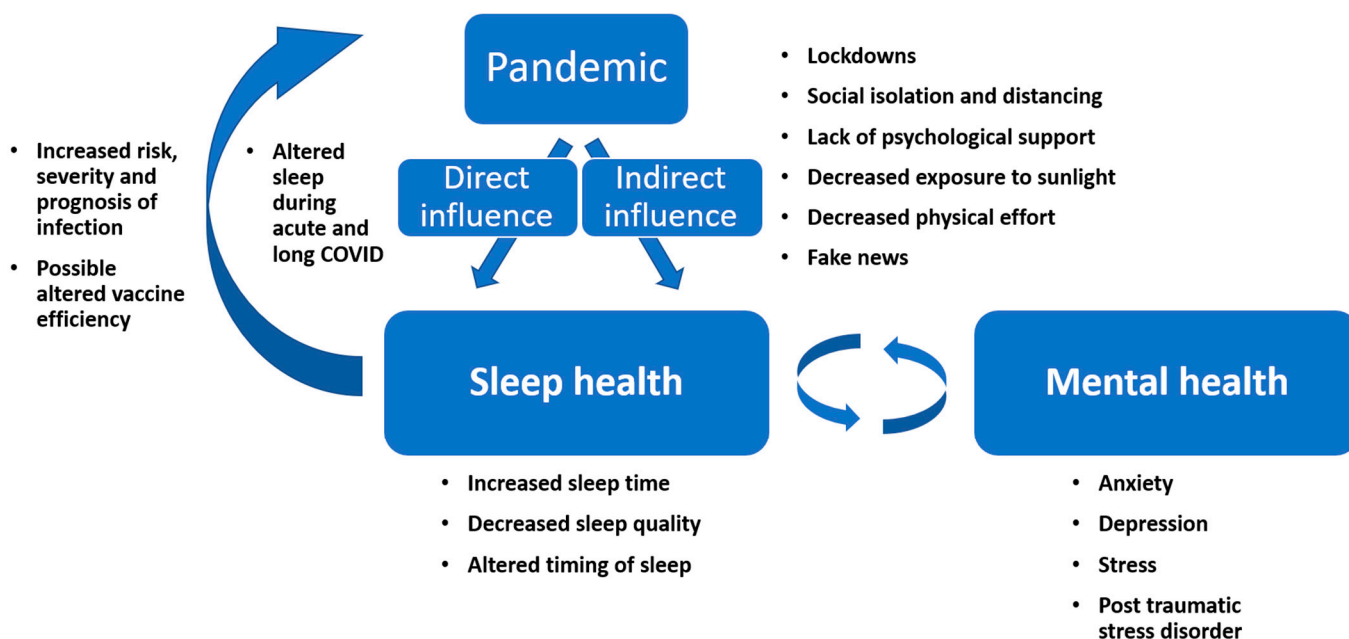 Pandemic
• Lockdowns
• Social isolation and distancing
• Lack of psychological support
• Decreased exposure to sunlight
• Decreased physical effort
• Fake news
• Increased risk,
severity and
prognosis of
infection
• Possible
altered vaccine
efficiency
• Altered
sleep
during
acute and
long COVID
Direct
influence
Indirect
influence
Sleep health
• Increased sleep time
• Decreased sleep quality
• Altered timing of sleep
Mental health
• Anxiety
• Depression
• Stress
• Post traumatic
stress disorder